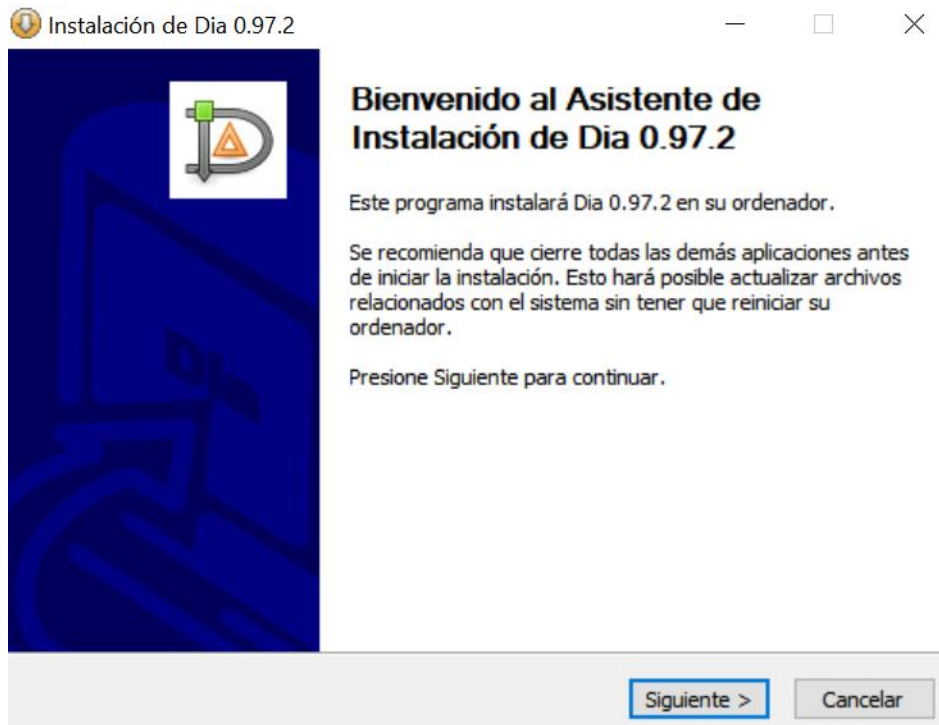 Instalación de Dia 0.97.2
Bienvenido al Asistente de
Instalación de Dia 0.97.2
Este programa instalará Dia 0.97.2 en su ordenador.
Se recomienda que cierre todas las demás aplicaciones antes
de iniciar la instalación. Esto hará posible actualizar archivos
relacionados con el sistema sin tener que reiniciar su
ordenador.
Presione Siguiente para continuar.
Dia
Siguiente >
Cancelar